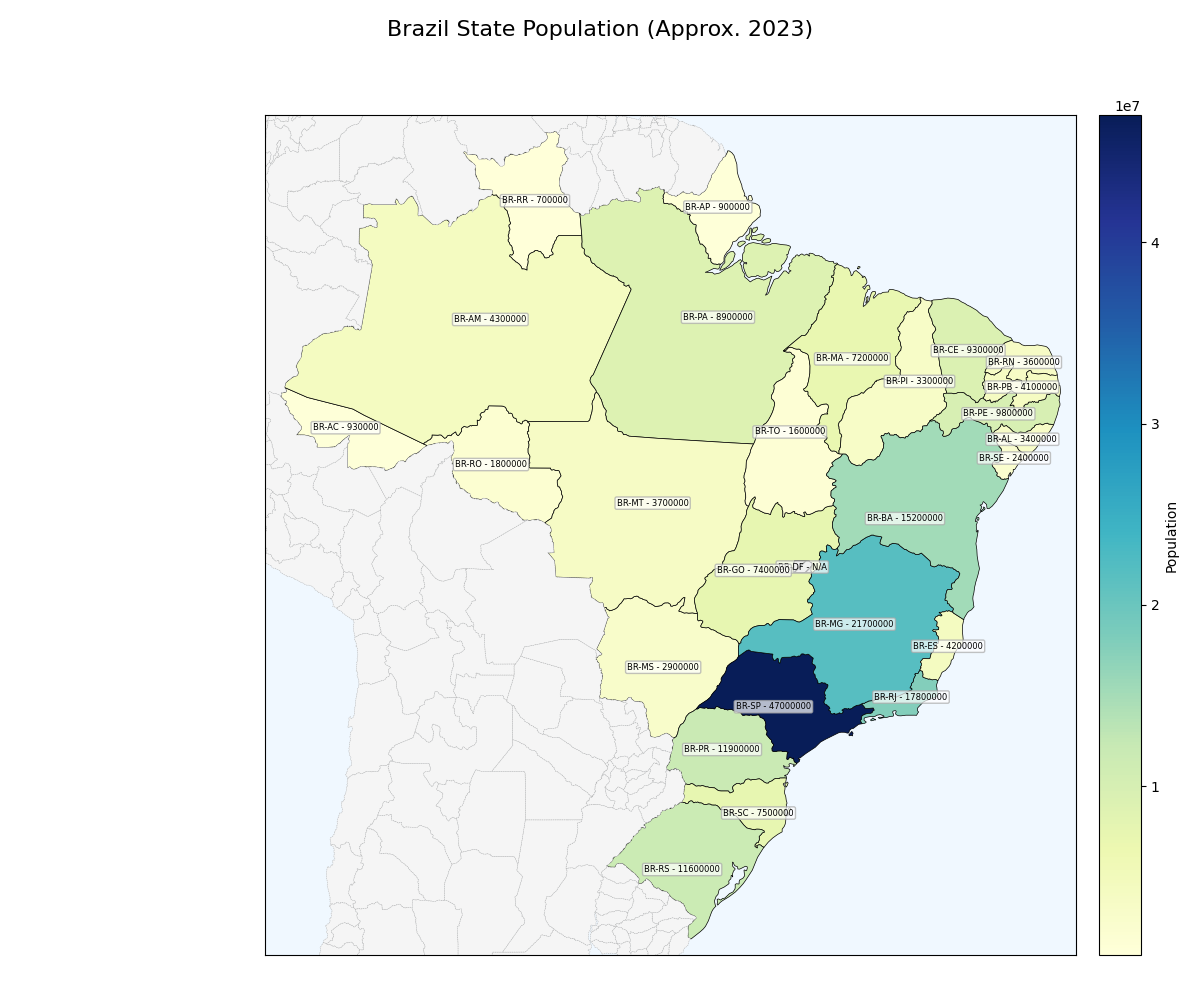 Brazil State Population (Approx. 2023)
1e7
BR-RR - 700000
BR-AP - 900000
4
BR-AM - 4300000
BR-PA - 8900000
BR-CE - 9300000
BR-MA - 7200000
BR-RN - 3600000
BR-PI - 3300000
BR-PB - 4100000
BR-PE - 9800000
3
BR-AC - 930000
BR-TO - 1600000
BR-AL - 3400000
BR-SE - 2400000
BR-RO - 1800000
BR-MT - 3700000
BR-BA - 15200000
Population
BR-GO - 7400000
BR-DF - N/A
2
BR-MG - 21700000
BR-ES - 4200000
BR-MS - 2900000
BR-RJ - 17800000
BR-SP - 47000000
BR-PR - 11900000
1
BR-SC - 7500000
BR-RS - 11600000